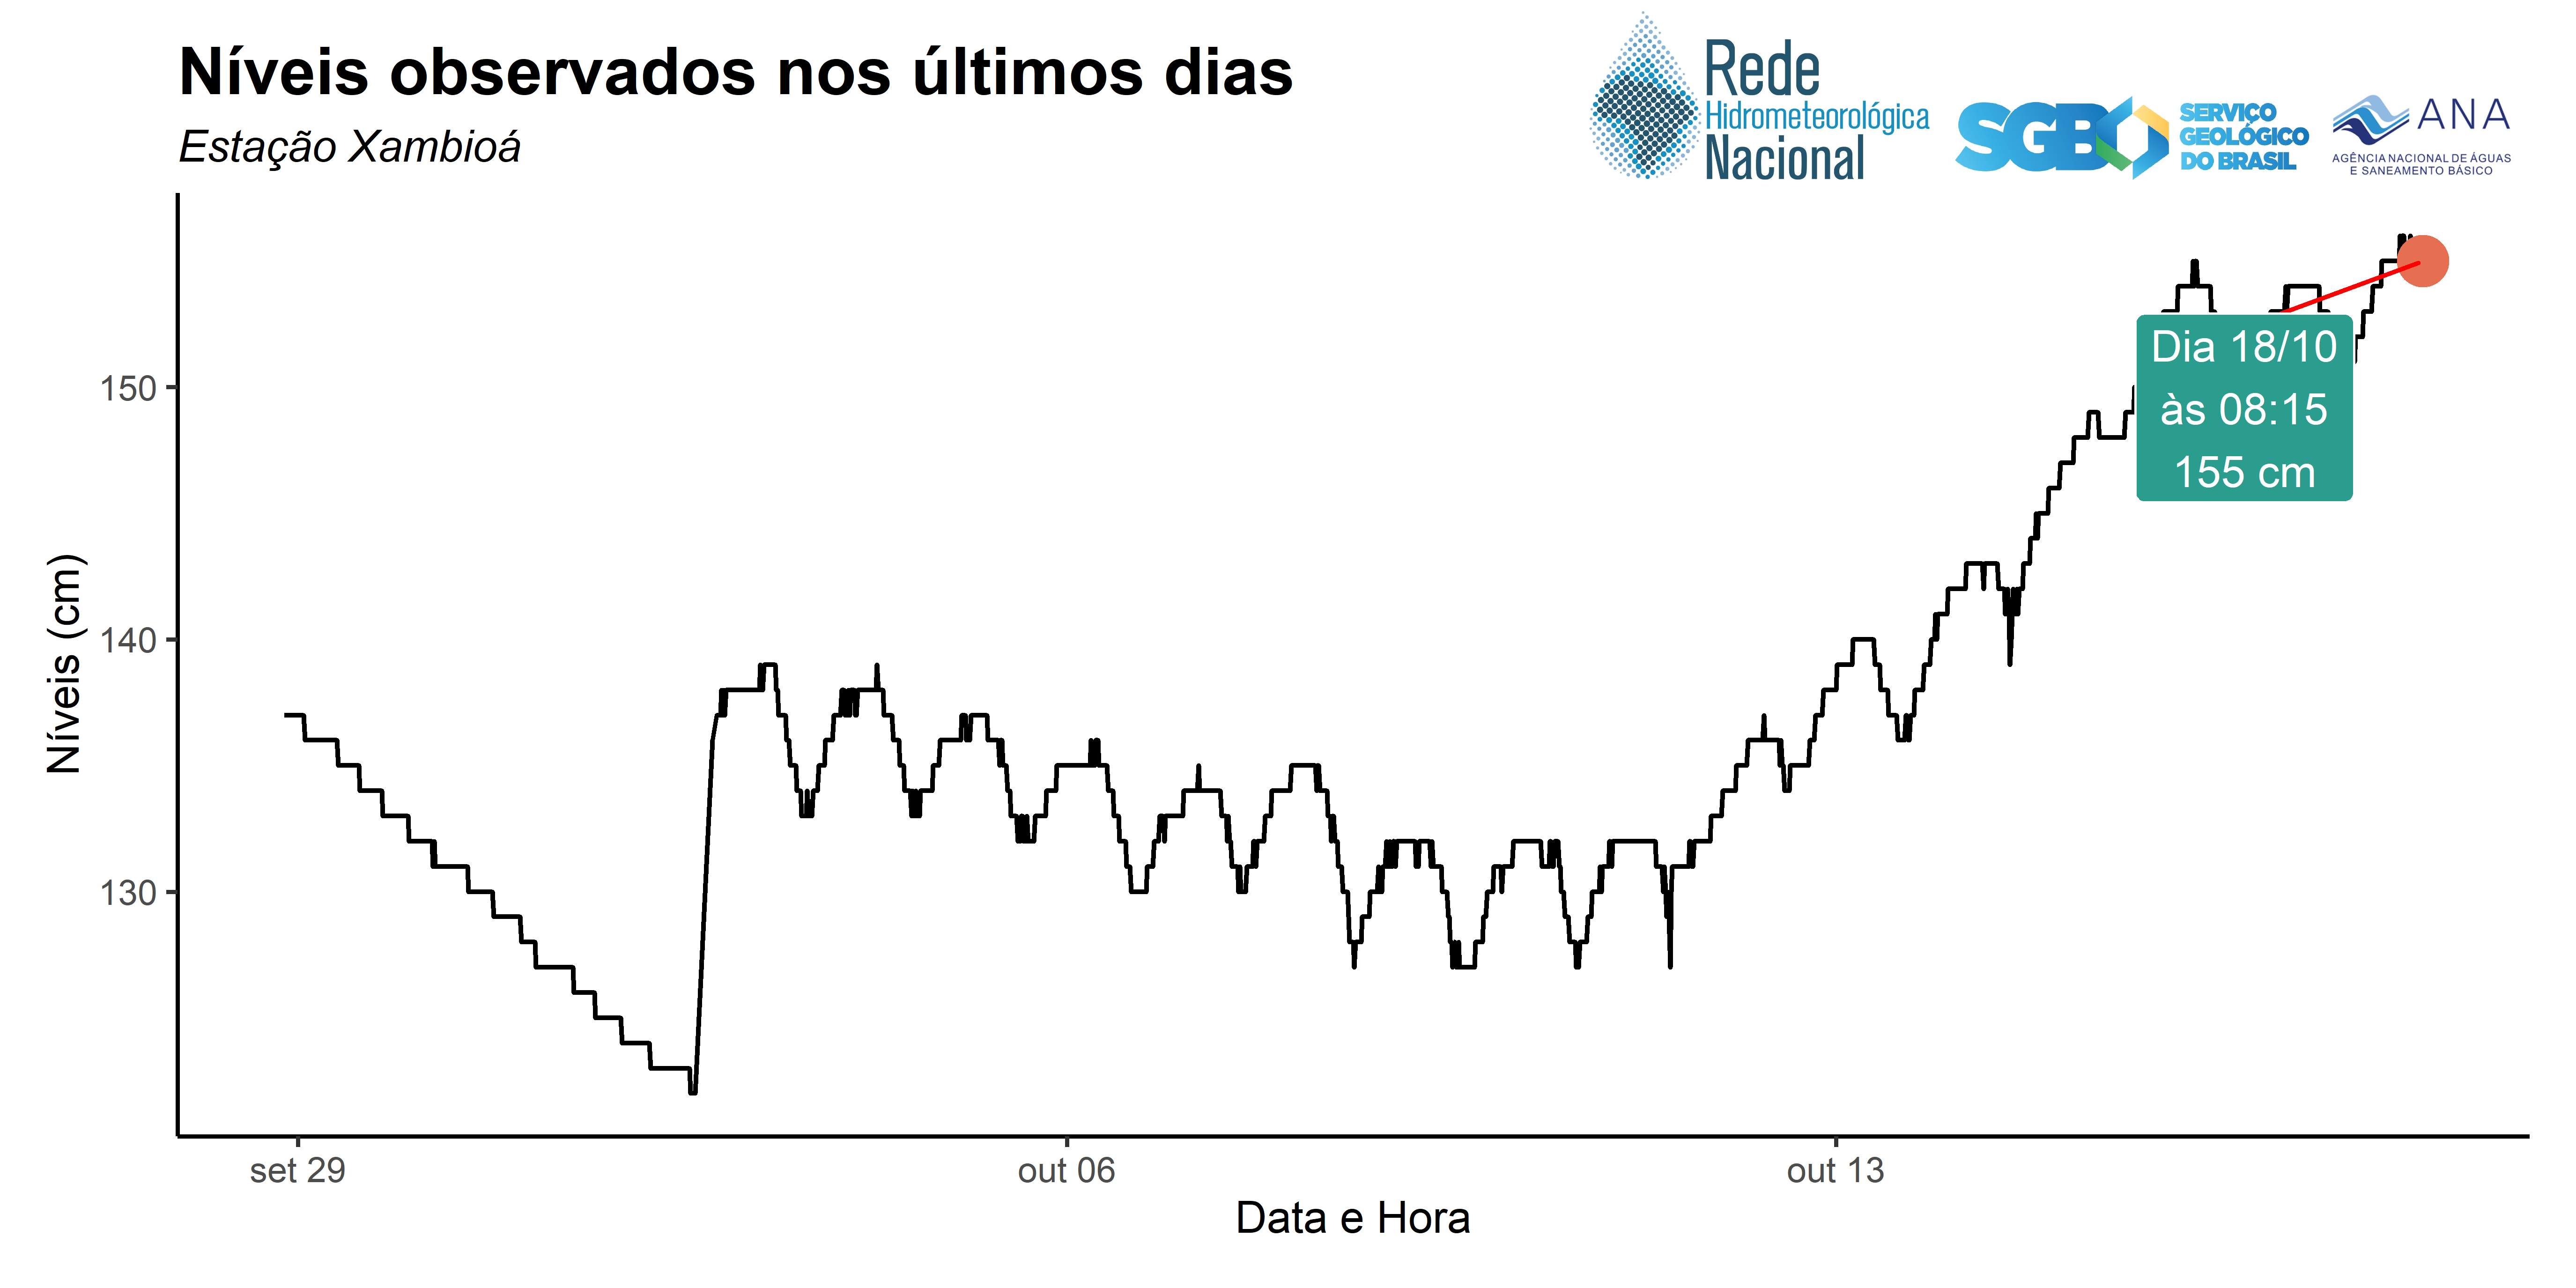 Níveis observados nos últimos dias
Estação Xambioá
Rede
Hidrometeorológica
Nacional
SGB
SERVIÇO
GEOLÓGICO
DO BRASIL
ANA
AGÊNCIA NACIONAL DE ÁGUAS
E SANEAMENTO BÁSICO
Níveis (cm)
150
140
130
Dia 18/10
às 08:15
155 cm
set 29
out 06
out 13
Data e Hora